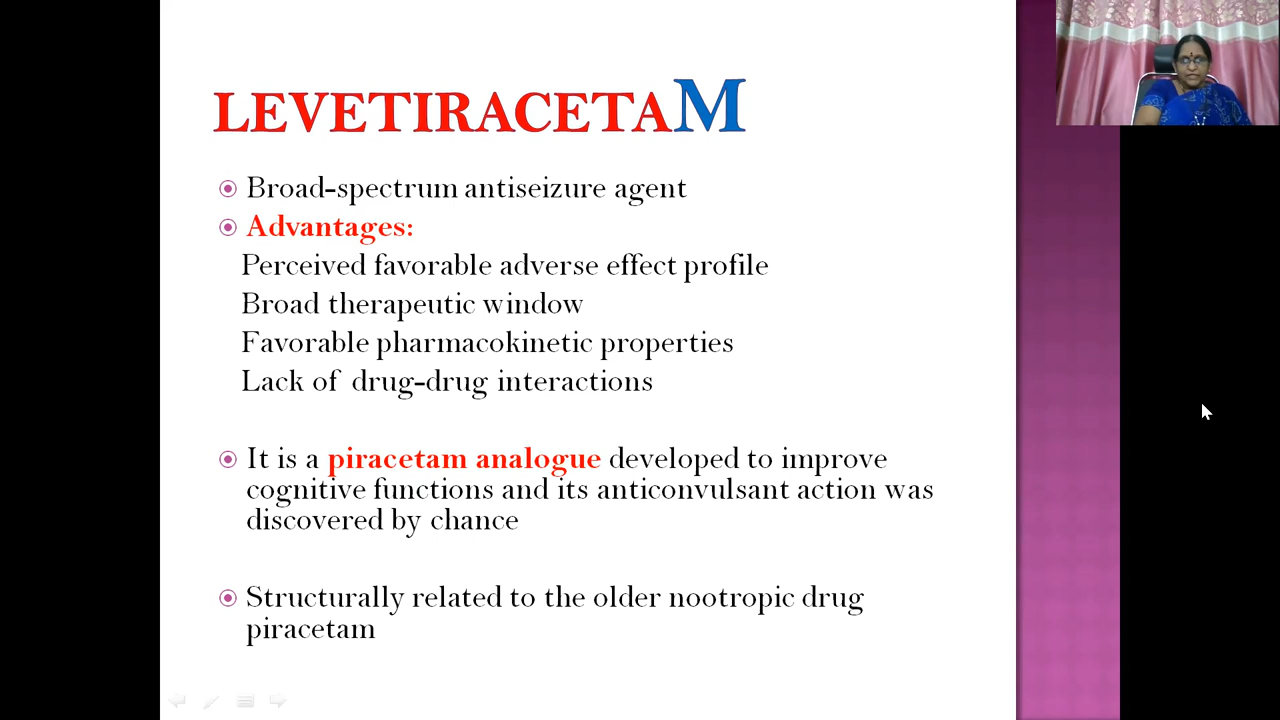 LEVETIRACETAM
Broad-spectrum antiseizure agent
Advantages:
Perceived favorable adverse effect profile
Broad therapeutic window
Favorable pharmacokinetic properties
Lack of drug-drug interactions
It is a piracetam analogue developed to improve
cognitive functions and its anticonvulsant action was
discovered by chance
Structurally related to the older nootropic drug
piracetam